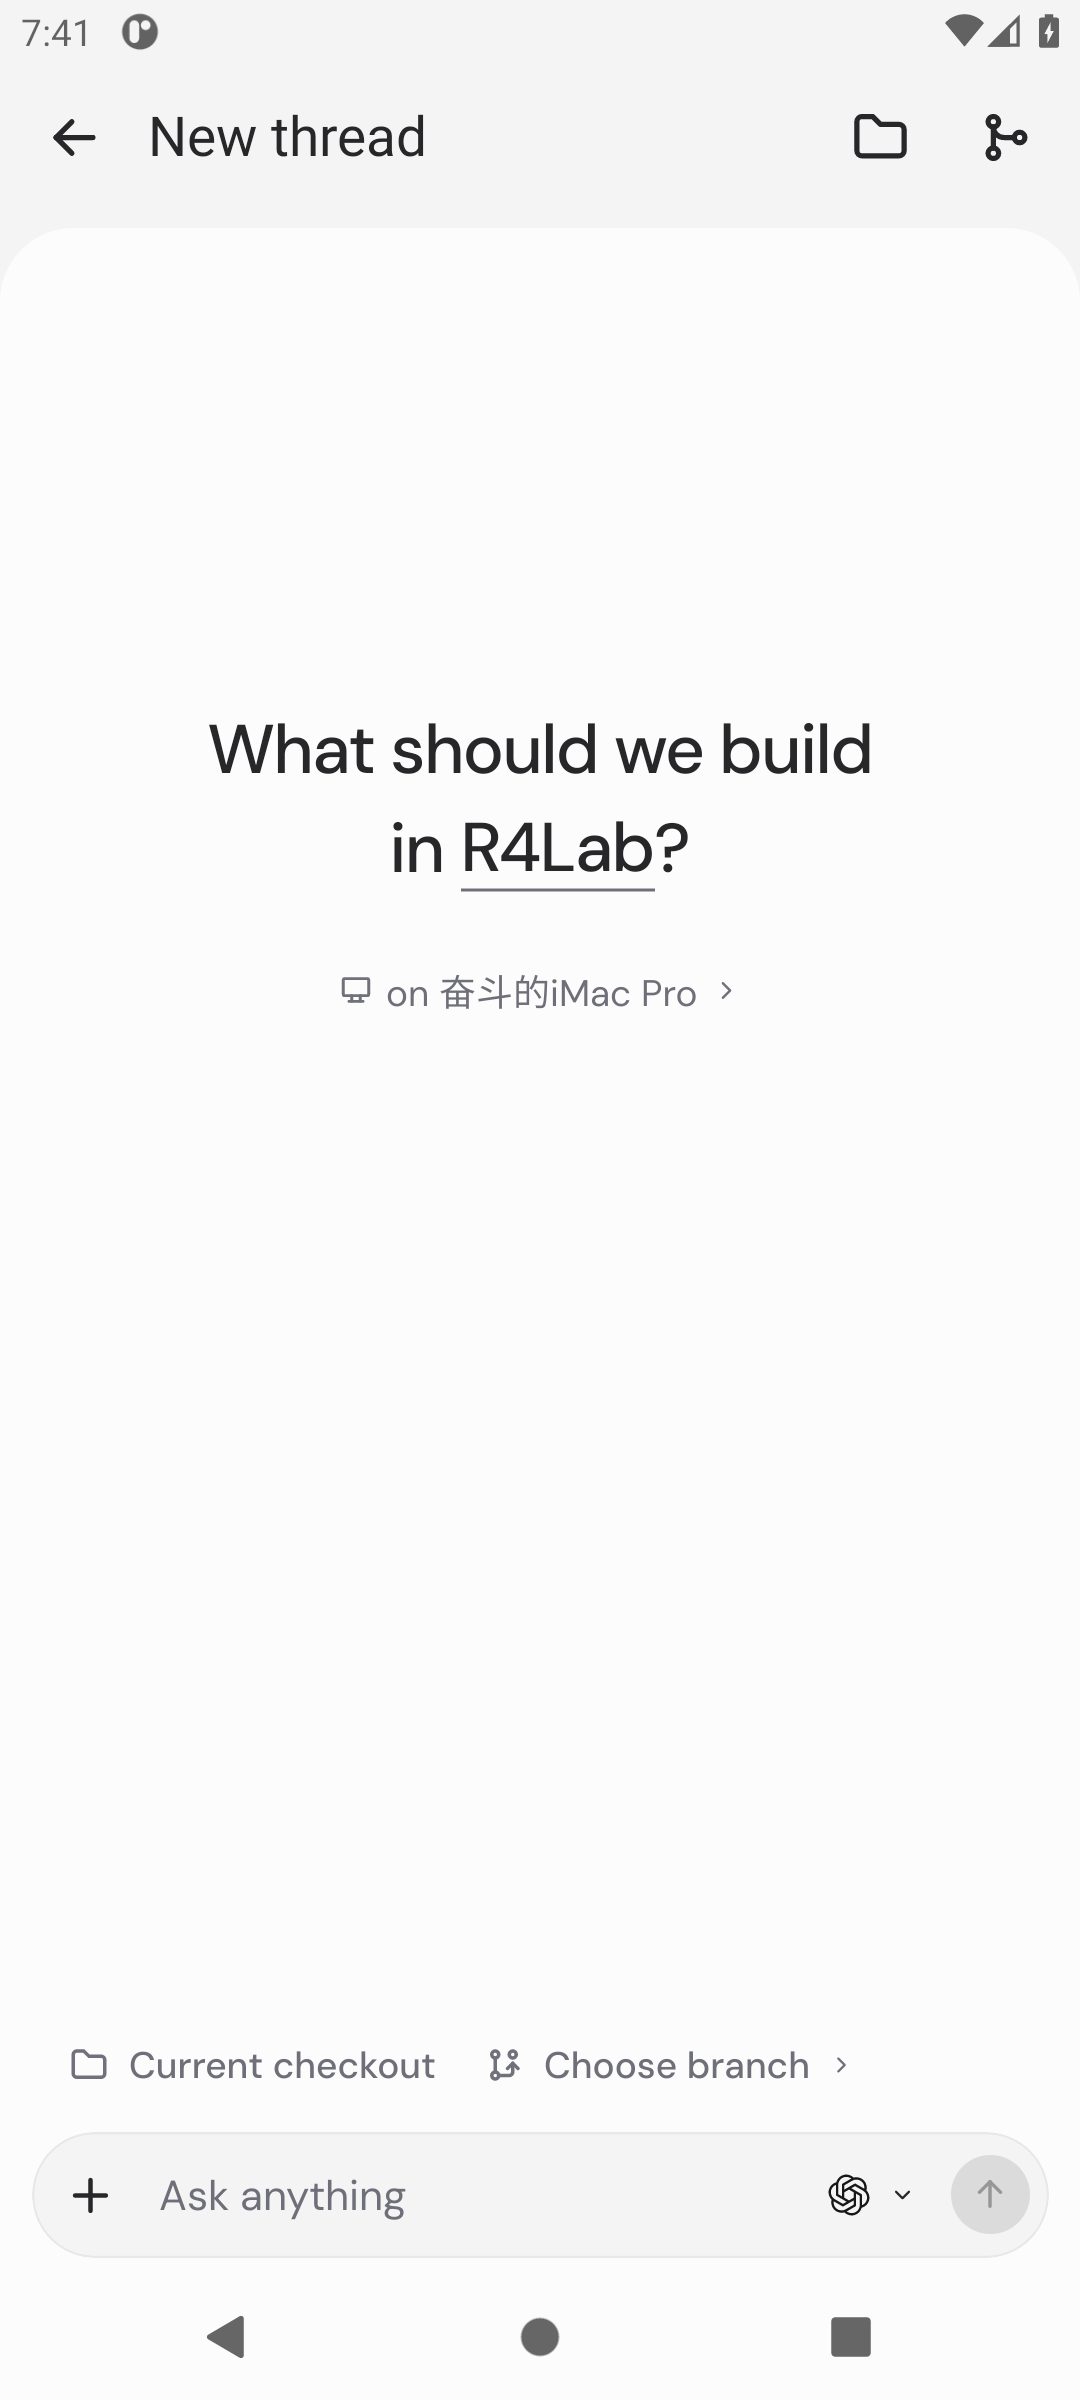 7:41
New thread
What should we build
in R4Lab?
on 奋斗的iMac Pro
Current checkout
Choose branch
Ask anything